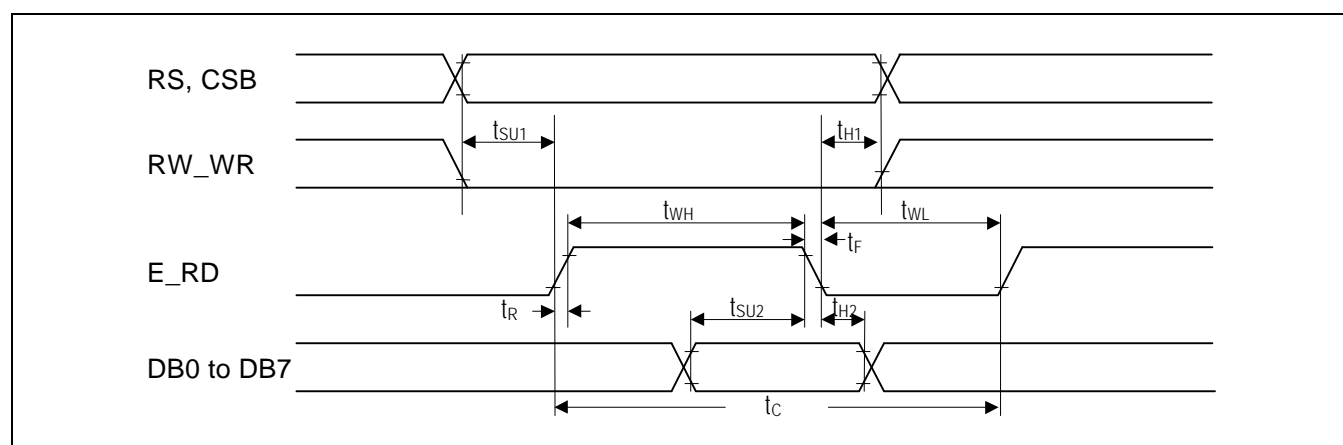 RS, CSB
tSU1
tH1
RW_WR
tWH
tWL
tF
E_RD
tR
tSU2
tH2
DB0 to DB7
tC